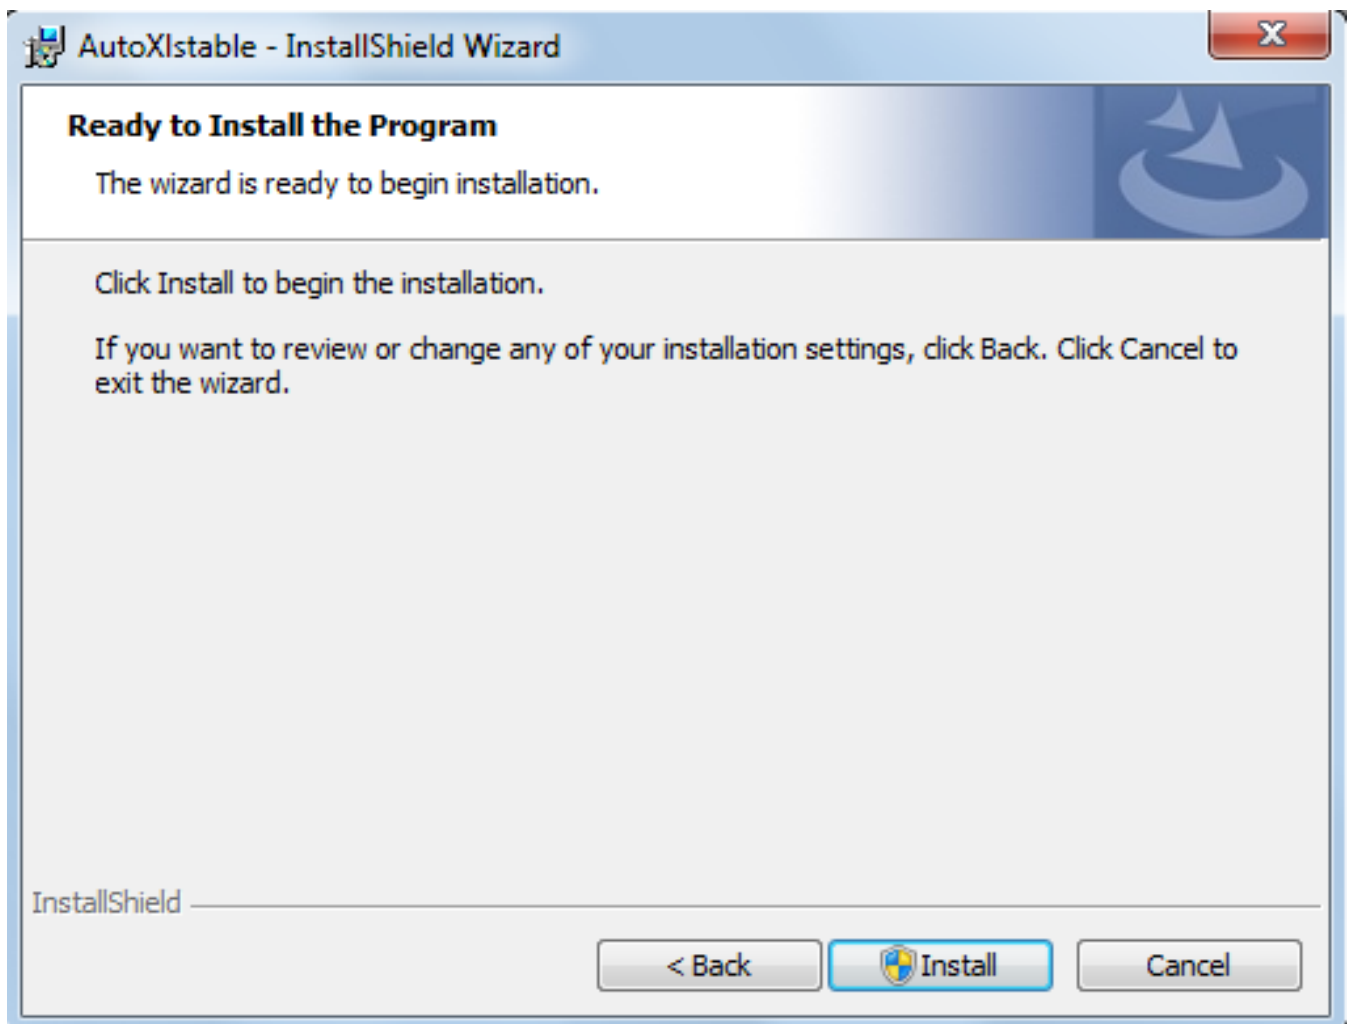 AutoXlstable - InstallShield Wizard
Ready to Install the Program
The wizard is ready to begin installation.
Click Install to begin the installation.
If you want to review or change any of your installation settings, click Back. Click Cancel to
exit the wizard.
InstallShield
< Back
Install
Cancel